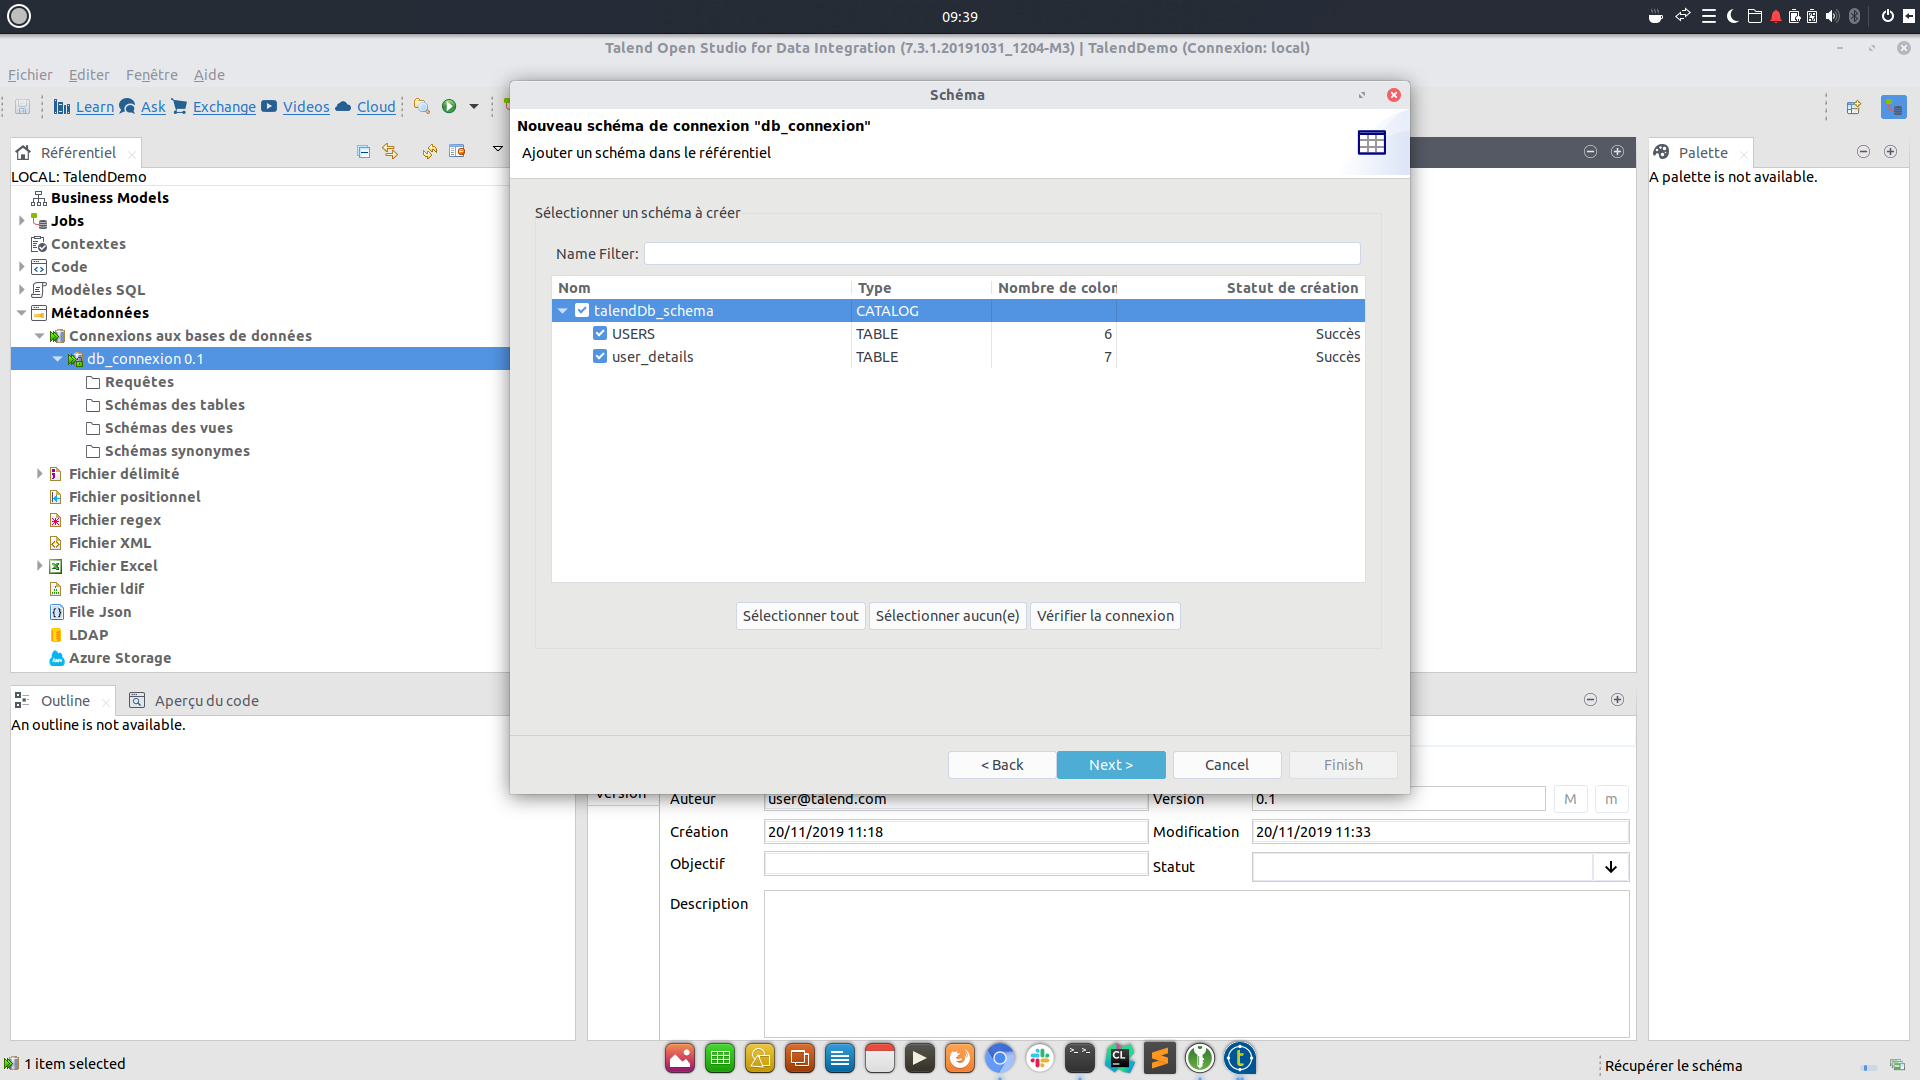 09:39
Talend Open Studio for Data Integration (7.3.1.20191031_1204-M3) | TalendDemo (Connexion: local)
Fichier Editer Fenêtre Aide
Learn Ask Exchange Videos Cloud
Référentiel
LOCAL: TalendDemo
Business Models
Jobs
Contextes
Code
Modèles SQL
Métadonnées
Connexions aux bases de données
db_connexion 0.1
Requêtes
Schémas des tables
Schémas des vues
Schémas synonymes
Fichier délimité
Fichier positionnel
Fichier regex
Fichier XML
Fichier Excel
Fichier ldif
File Json
LDAP
Azure Storage
Schéma
Nouveau schéma de connexion "db_connexion"
Ajouter un schéma dans le référentiel
Sélectionner un schéma à créer
Name Filter:
Nom Type Nombre de colon Statut de création
talendDb_schema CATALOG
USERS TABLE 6 Succès
user_details TABLE 7 Succès
Sélectionner tout Sélectionner aucun(e) Vérifier la connexion
< Back Next > Cancel Finish
Palette
A palette is not available.
Outline Aperçu du code
An outline is not available.
Version
Auteur user@talend.com Version 0.1 M m
Création 20/11/2019 11:18 Modification 20/11/2019 11:33
Objectif Statut
Description
CL
1 item selected
Récupérer le schéma